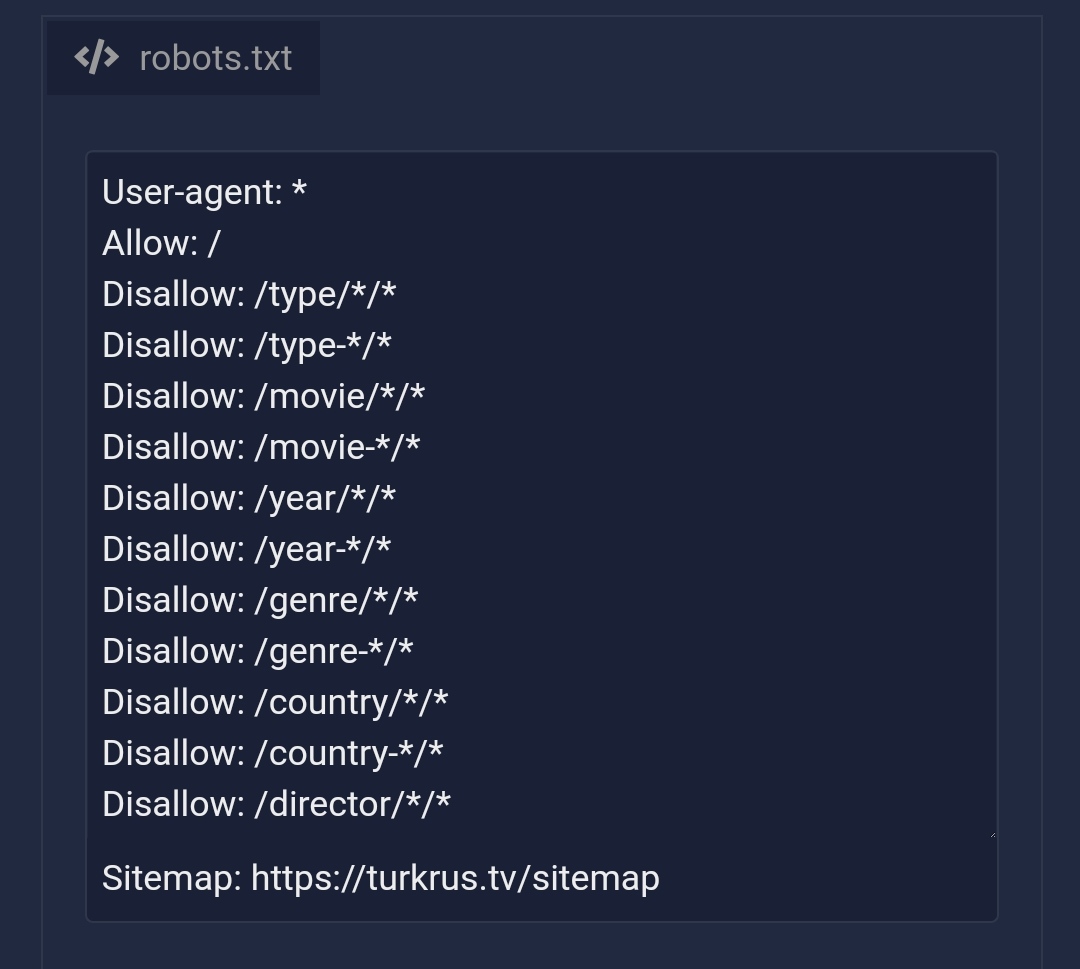 robots.txt
User-agent: *
Allow: /
Disallow: /type/*/*
Disallow: /type-*/*
Disallow: /movie/*/*
Disallow: /movie-*/*
Disallow: /year/*/*
Disallow: /year-*/*
Disallow: /genre/*/*
Disallow: /genre-*/*
Disallow: /country/*/*
Disallow: /country-*/*
Disallow: /director/*/*
Sitemap: https://turkrus.tv/sitemap